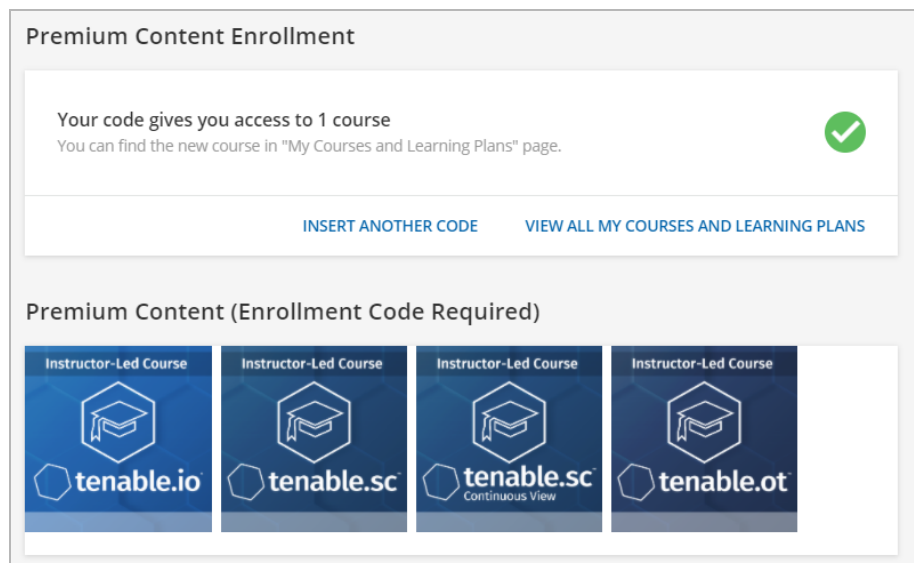 Premium Content Enrollment
Your code gives you access to 1 course
You can find the new course in "My Courses and Learning Plans" page.
INSERT ANOTHER CODE
VIEW ALL MY COURSES AND LEARNING PLANS
Premium Content (Enrollment Code Required)
Instructor-Led Course
tenable.io
Instructor-Led Course
tenable.sc™
Instructor-Led Course
tenable.sc™
Continuous View
Instructor-Led Course
tenable.ot™